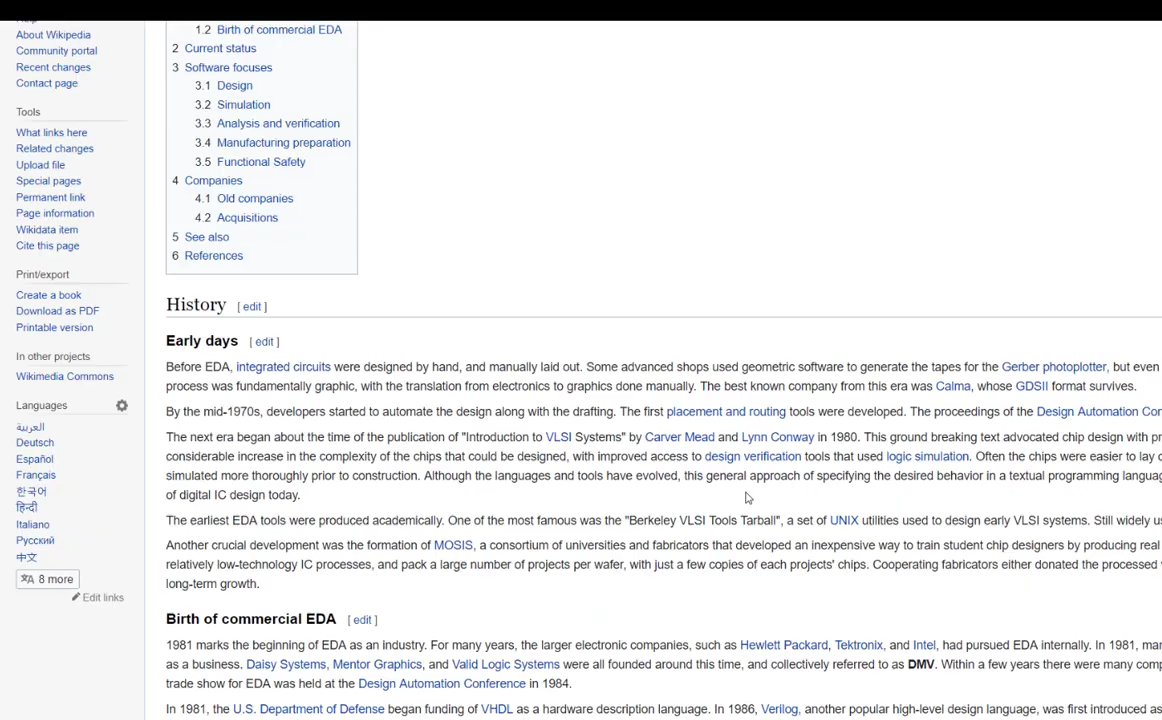 About Wikipedia
Community portal
Recent changes
Contact page
Tools
What links here
Related changes
Upload file
Special pages
Permanent link
Page information
Wikidata item
Cite this page
Print/export
Create a book
Download as PDF
Printable version
In other projects
Wikimedia Commons
Languages
العربية
Deutsch
Español
Français
한국어
हिन्दी
Italiano
Русский
中文
8 more
Edit links
1.2 Birth of commercial EDA
2 Current status
3 Software focuses
3.1 Design
3.2 Simulation
3.3 Analysis and verification
3.4 Manufacturing preparation
3.5 Functional Safety
4 Companies
4.1 Old companies
4.2 Acquisitions
5 See also
6 References
History [ edit ]
Early days [ edit ]
Before EDA, integrated circuits were designed by hand, and manually laid out. Some advanced shops used geometric software to generate the tapes for the Gerber photoplotter, but even
process was fundamentally graphic, with the translation from electronics to graphics done manually. The best known company from this era was Calma, whose GDSII format survives.
By the mid-1970s, developers started to automate the design along with the drafting. The first placement and routing tools were developed. The proceedings of the Design Automation
The next era began about the time of the publication of "Introduction to VLSI Systems" by Carver Mead and Lynn Conway in 1980. This ground breaking text advocated chip design with
considerable increase in the complexity of the chips that could be designed, with improved access to design verification tools that used logic simulation. Often the chips were easier to lay
simulated more thoroughly prior to construction. Although the languages and tools have evolved, this general approach of specifying the desired behavior in a textual programming
of digital IC design today.
The earliest EDA tools were produced academically. One of the most famous was the "Berkeley VLSI Tools Tarball", a set of UNIX utilities used to design early VLSI systems. Still widely
Another crucial development was the formation of MOSIS, a consortium of universities and fabricators that developed an inexpensive way to train student chip designers by producing real
relatively low-technology IC processes, and pack a large number of projects per wafer, with just a few copies of each projects' chips. Cooperating fabricators either donated the processed
long-term growth.
Birth of commercial EDA [ edit ]
1981 marks the beginning of EDA as an industry. For many years, the larger electronic companies, such as Hewlett Packard, Tektronix, and Intel, had pursued EDA internally. In 1981,
as a business. Daisy Systems, Mentor Graphics, and Valid Logic Systems were all founded around this time, and collectively referred to as DMV. Within a few years there were many
trade show for EDA was held at the Design Automation Conference in 1984.
In 1981, the U.S. Department of Defense began funding of VHDL as a hardware description language. In 1986, Verilog, another popular high-level design language, was first introduced as